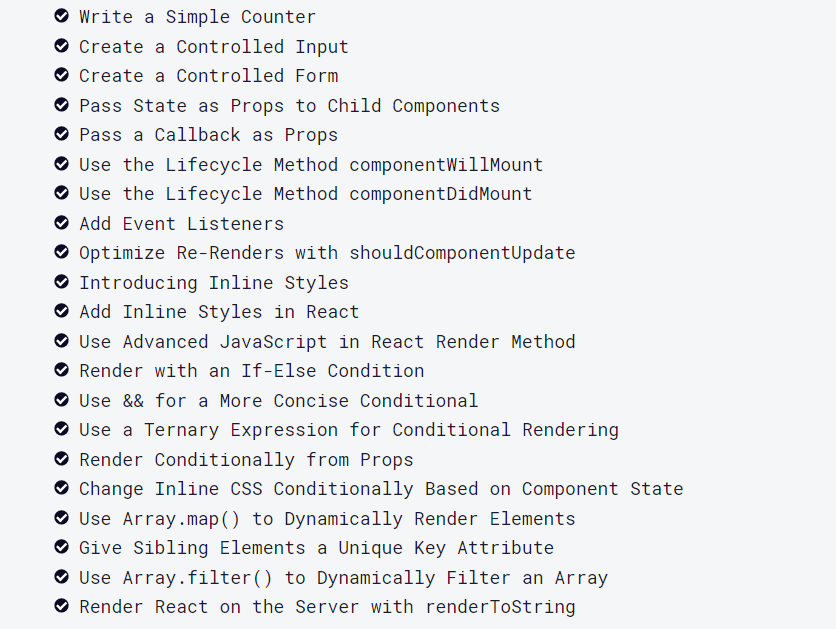 Write a Simple Counter
Create a Controlled Input
Create a Controlled Form
Pass State as Props to Child Components
Pass a Callback as Props
Use the Lifecycle Method componentWillMount
Use the Lifecycle Method componentDidMount
Add Event Listeners
Optimize Re-Renders with shouldComponentUpdate
Introducing Inline Styles
Add Inline Styles in React
Use Advanced JavaScript in React Render Method
Render with an If-Else Condition
Use && for a More Concise Conditional
Use a Ternary Expression for Conditional Rendering
Render Conditionally from Props
Change Inline CSS Conditionally Based on Component State
Use Array.map() to Dynamically Render Elements
Give Sibling Elements a Unique Key Attribute
Use Array.filter() to Dynamically Filter an Array
Render React on the Server with renderToString